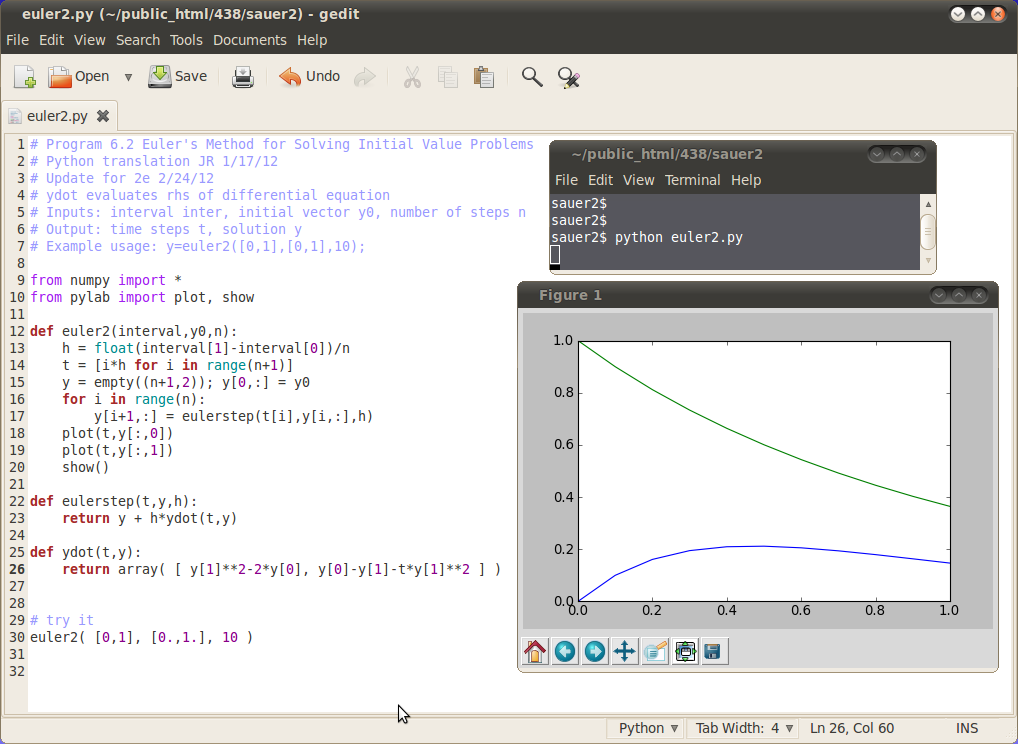 euler2.py (~/public_html/438/sauer2) - gedit
File Edit View Search Tools Documents Help
Open Save Undo
euler2.py
1 # Program 6.2 Euler's Method for Solving Initial Value Problems
2 # Python translation JR 1/17/12
3 # Update for 2e 2/24/12
4 # ydot evaluates rhs of differential equation
5 # Inputs: interval inter, initial vector y0, number of steps n
6 # Output: time steps t, solution y
7 # Example usage: y=euler2([0,1],[0,1],10);
8
9 from numpy import *
10 from pylab import plot, show
11
12 def euler2(interval,y0,n):
13     h = float(interval[1]-interval[0])/n
14     t = [i*h for i in range(n+1)]
15     y = empty((n+1,2)); y[0,:] = y0
16     for i in range(n):
17         y[i+1,:] = eulerstep(t[i],y[i,:],h)
18     plot(t,y[:,0])
19     plot(t,y[:,1])
20     show()
21
22 def eulerstep(t,y,h):
23     return y + h*ydot(t,y)
24
25 def ydot(t,y):
26     return array( [ y[1]**2-2*y[0], y[0]-y[1]-t*y[1]**2 ] )
27
28
29 # try it
30 euler2( [0,1], [0.,1.], 10 )
31
32
~/public_html/438/sauer2
File Edit View Terminal Help
sauer2$
sauer2$
sauer2$ python euler2.py
Figure 1
1.0
0.8
0.6
0.4
0.2
0.0
0.0 0.2 0.4 0.6 0.8 1.0
Python Tab Width: 4 Ln 26, Col 60 INS